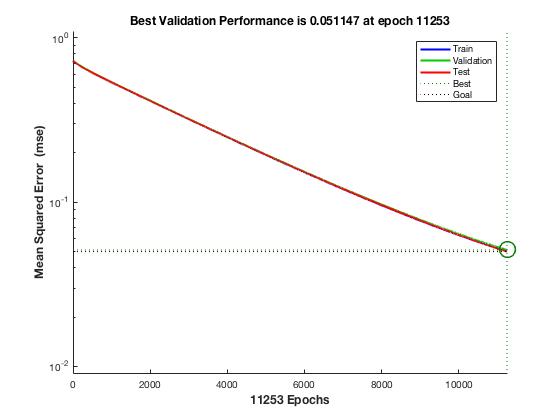 Best Validation Performance is 0.051147 at epoch 11253
10^0
Train
Validation
Test
Best
Goal
Mean Squared Error (mse)
10^-1
10^-2
0 2000 4000 6000 8000 10000
11253 Epochs